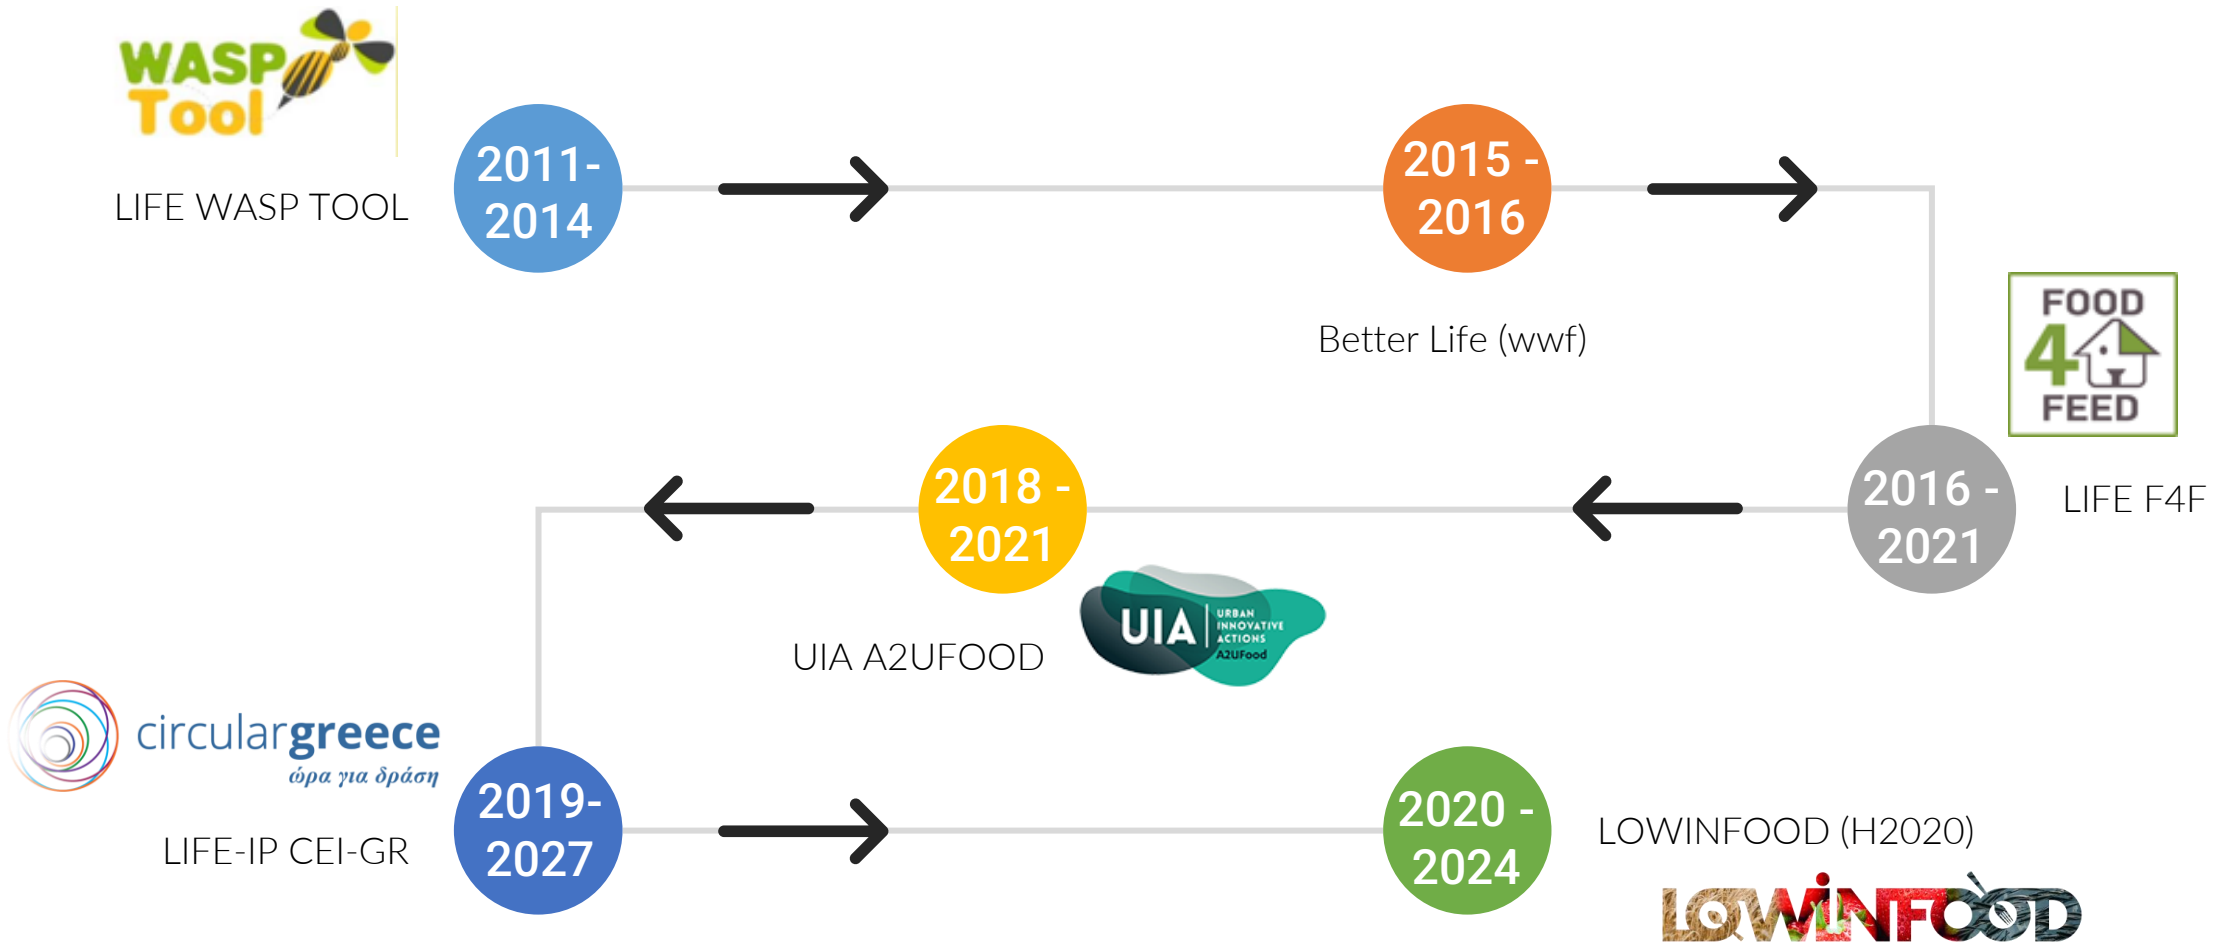 WASP
Tool
LIFE WASP TOOL
2011-
2014
2015 -
2016
Better Life (wwf)
FOOD
4
FEED
2016 -
2021
LIFE F4F
2018 -
2021
UIA A2UFOOD
UIA
URBAN
INNOVATIVE
ACTIONS
A2UFood
circulargreece
ώρα για δράση
LIFE-IP CEI-GR
2019-
2027
2020 -
2024
LOWINFOOD (H2020)
LOWINFOOD